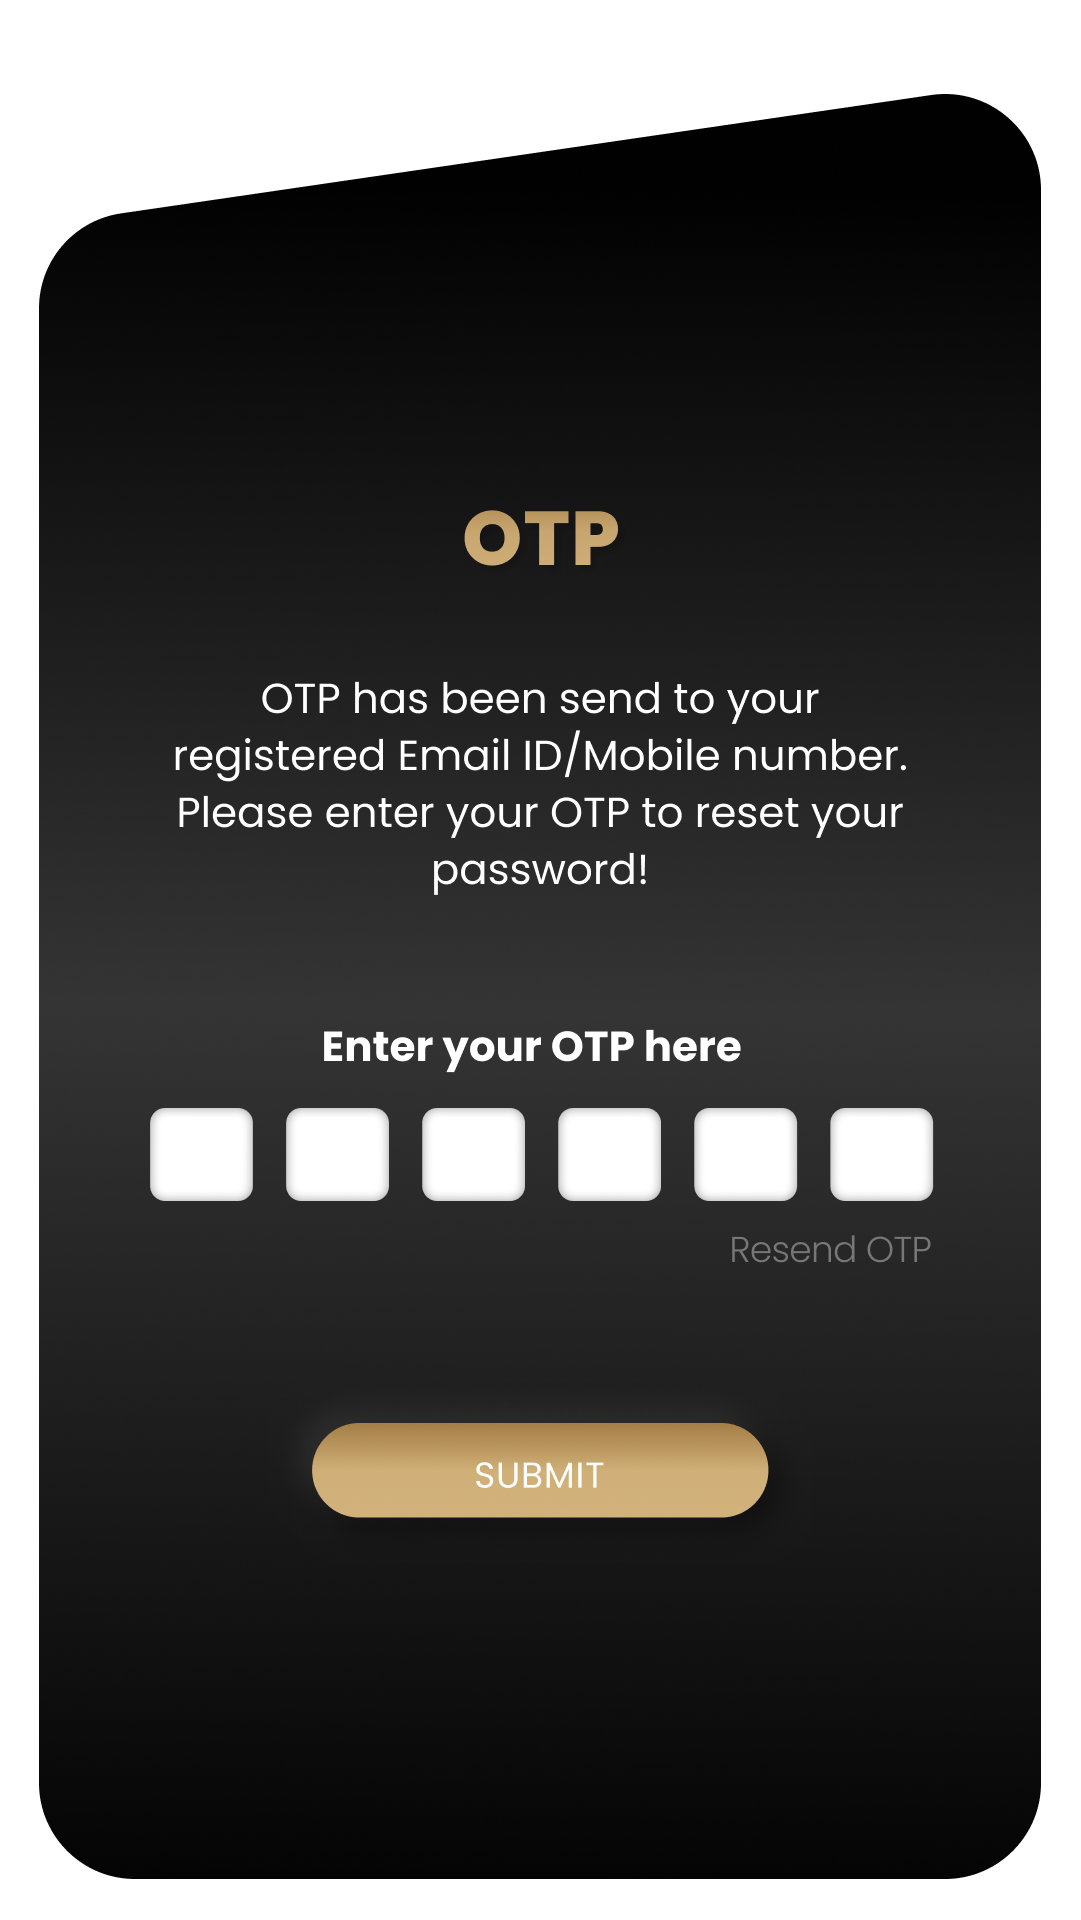 OTP
OTP has been send to your
registered Email ID/Mobile number.
Please enter your OTP to reset your
password!
Enter your OTP here
Resend OTP
SUBMIT